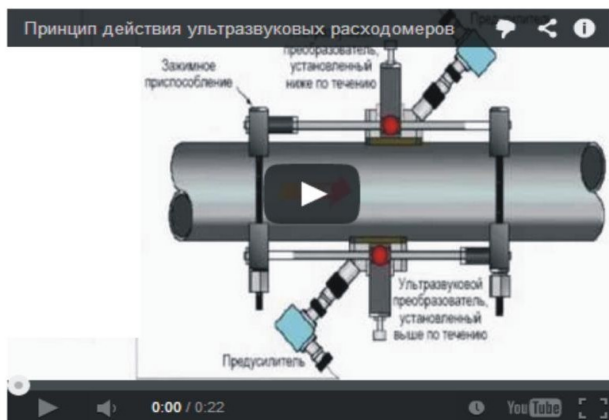 Принцип действия ультразвуковых расходомеров
преобразователь,
установленный
ниже по течению
Зажимное
приспособление
Ультразвуковой
преобразователь,
установленный
выше по течению
Предусилитель
0:00 / 0:22
YouTube